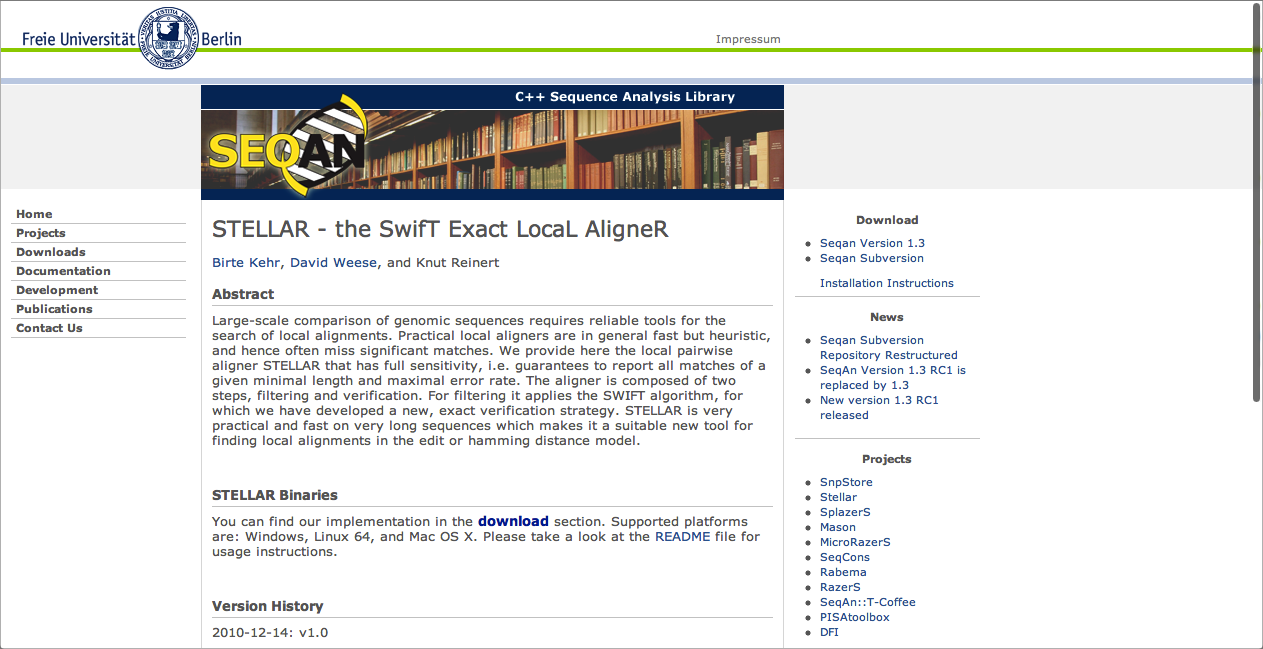 Freie Universität Berlin
Impressum
C++ Sequence Analysis Library
SEQAN
Home
Projects
Downloads
Documentation
Development
Publications
Contact Us
STELLAR - the SwifT Exact LocaL AligneR
Birte Kehr, David Weese, and Knut Reinert
Abstract
Large-scale comparison of genomic sequences requires reliable tools for the
search of local alignments. Practical local aligners are in general fast but heuristic,
and hence often miss significant matches. We provide here the local pairwise
aligner STELLAR that has full sensitivity, i.e. guarantees to report all matches of a
given minimal length and maximal error rate. The aligner is composed of two
steps, filtering and verification. For filtering it applies the SWIFT algorithm, for
which we have developed a new, exact verification strategy. STELLAR is very
practical and fast on very long sequences which makes it a suitable new tool for
finding local alignments in the edit or hamming distance model.
STELLAR Binaries
You can find our implementation in the download section. Supported platforms
are: Windows, Linux 64, and Mac OS X. Please take a look at the README file for
usage instructions.
Version History
2010-12-14: v1.0
Download
Seqan Version 1.3
Seqan Subversion
Installation Instructions
News
Seqan Subversion
Repository Restructured
SeqAn Version 1.3 RC1 is
replaced by 1.3
New version 1.3 RC1
released
Projects
SnpStore
Stellar
SplazerS
Mason
MicroRazerS
SeqCons
Rabema
RazerS
SeqAn::T-Coffee
PISAtoolbox
DFI